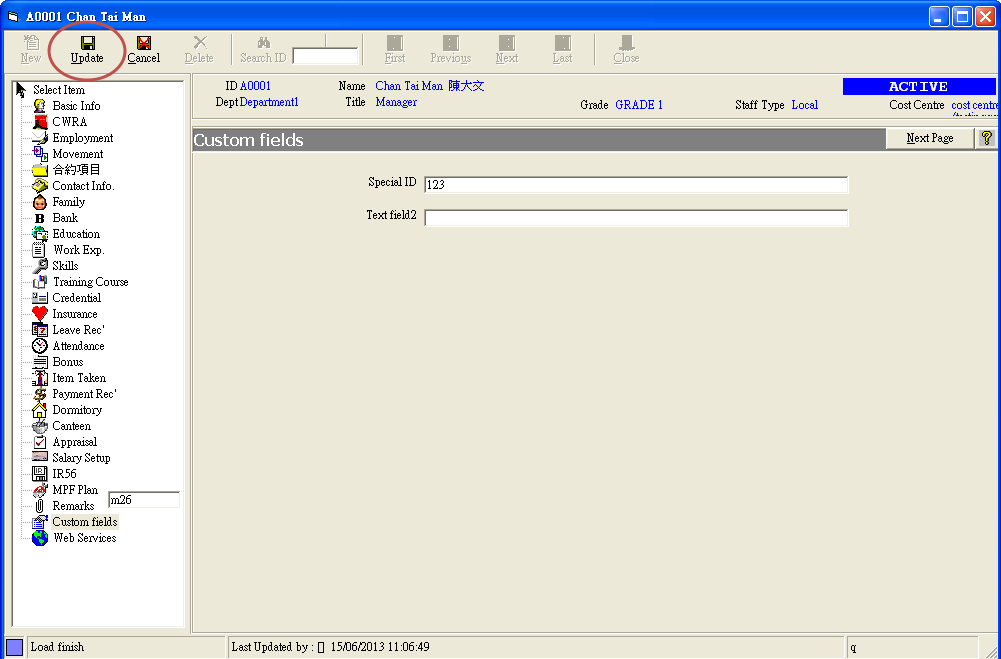 A0001 Chan Tai Man
New Update Cancel Delete Search ID First Previous Next Last Close
Select Item
Basic Info
CWRA
Employment
Movement
合約項目
Contact Info.
Family
Bank
Education
Work Exp.
Skills
Training Course
Credential
Insurance
Leave Rec'
Attendance
Bonus
Item Taken
Payment Rec'
Dormitory
Canteen
Appraisal
Salary Setup
IR56
MPF Plan
m26
Remarks
Custom fields
Web Services
ID A0001 Name Chan Tai Man 陳大文 ACTIVE
Dept Department1 Title Manager Grade GRADE 1 Staff Type Local Cost Centre cost centre
Custom fields Next Page ?
Special ID 123
Text field2
Load finish Last Updated by : 15/06/2013 11:06:49 q